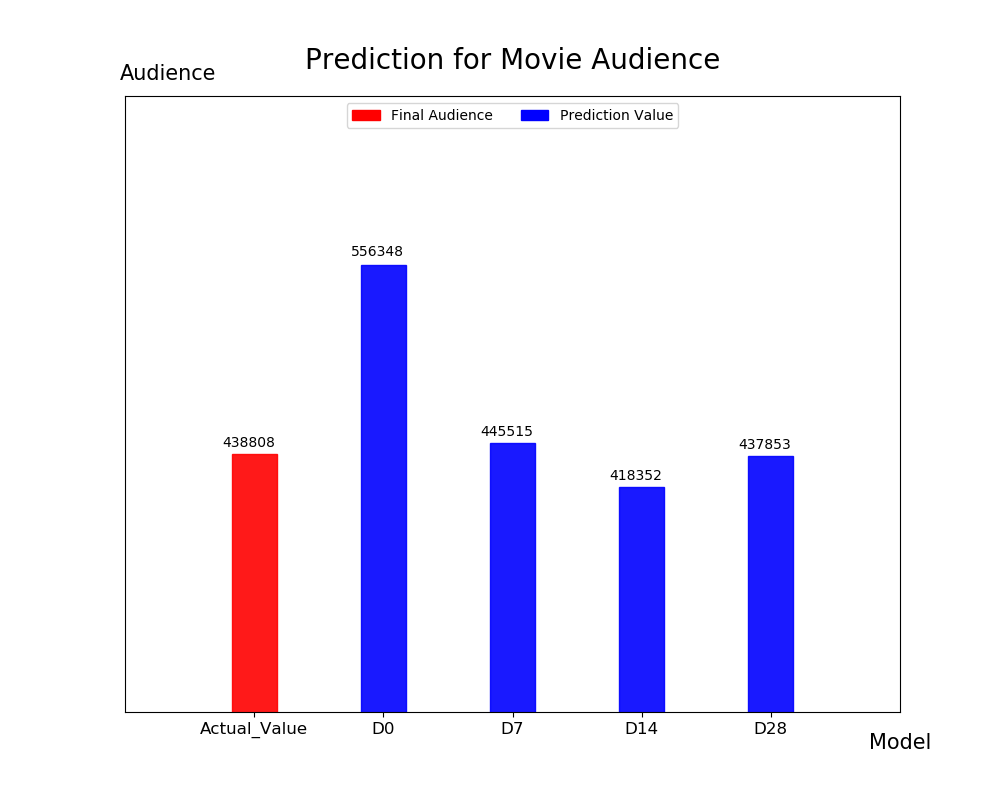 Prediction for Movie Audience
Audience
Final Audience
Prediction Value
556348
438808
445515
418352
437853
Actual_Value
D0
D7
D14
D28
Model